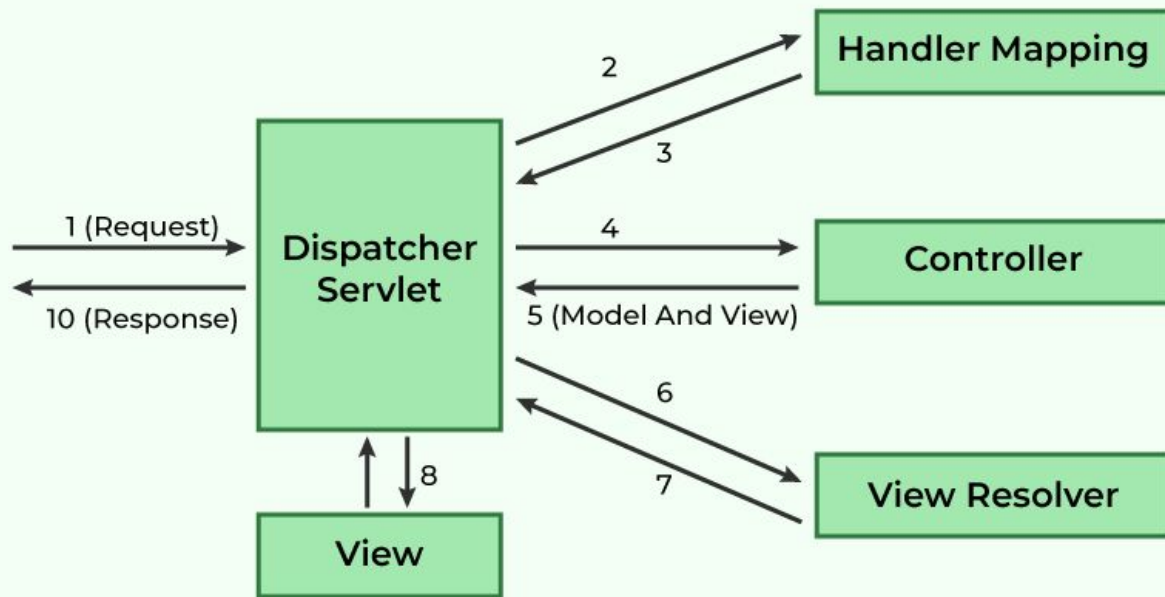 2
Handler Mapping
3
1 (Request)
Dispatcher
Servlet
4
Controller
10 (Response)
5 (Model And View)
6
7
View Resolver
8
View